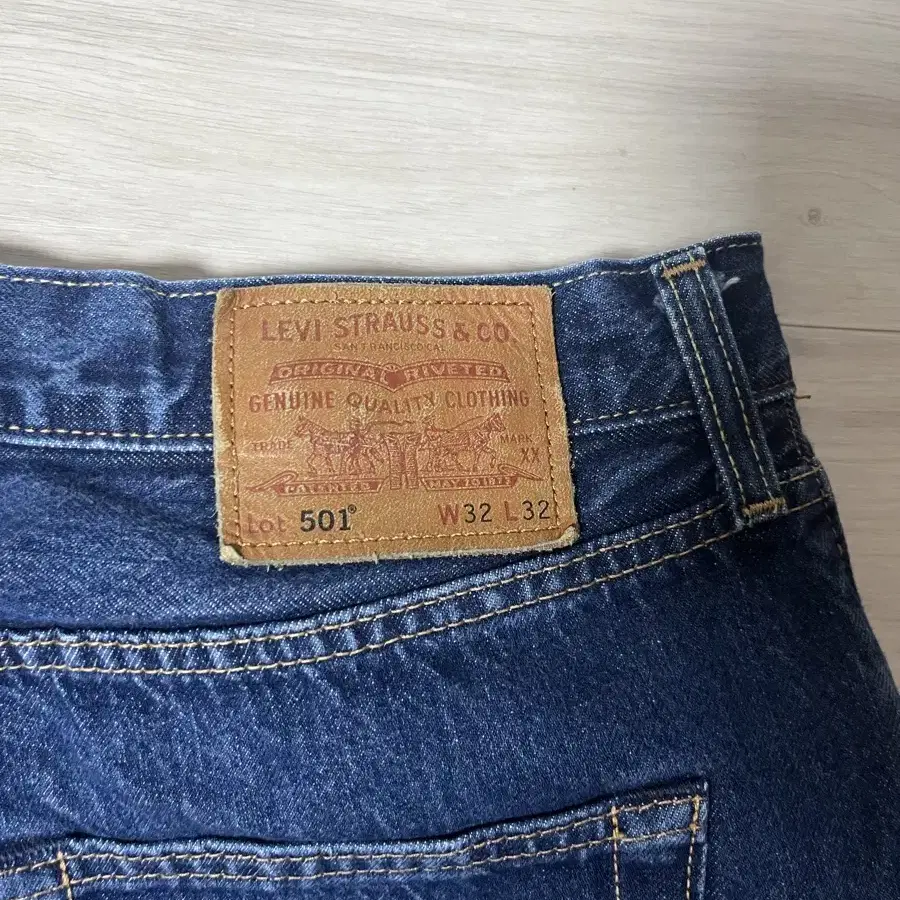 LEVI STRAUSS & CO.
SAN FRANCISCO CAL.
ORIGINAL RIVETED
GENUINE QUALITY CLOTHING
TRADE MARK
XX
PATENTED MAY 20 1873
Lot 501® W32 L32